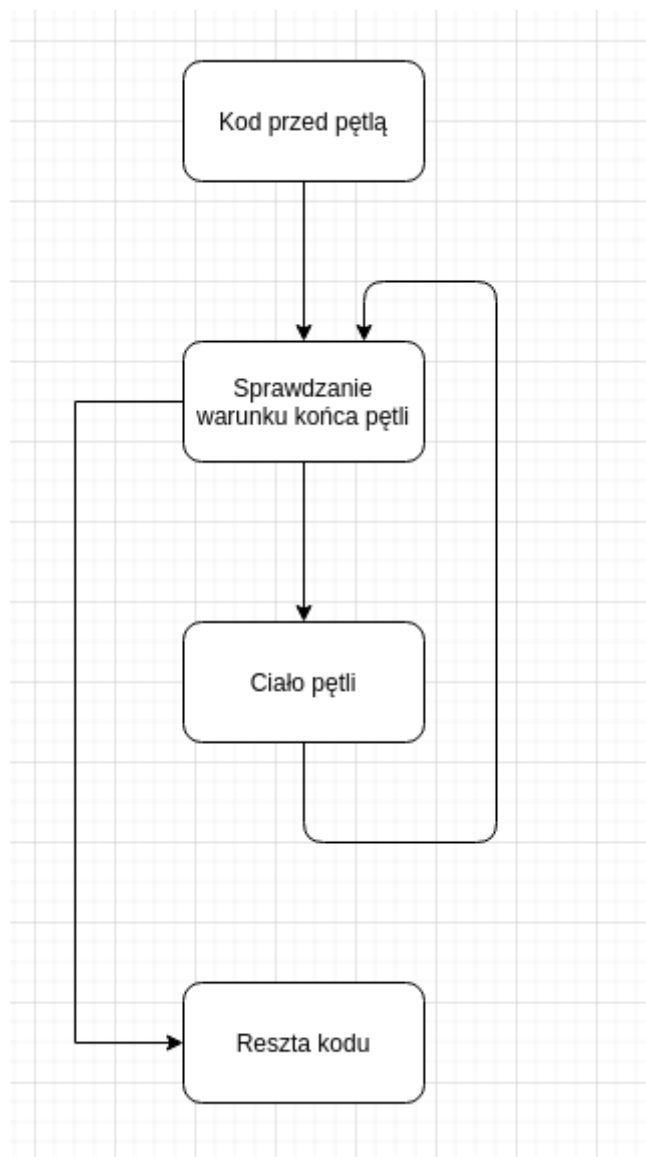 Kod przed pętlą
Sprawdzanie
warunku końca pętli
Ciało pętli
Reszta kodu